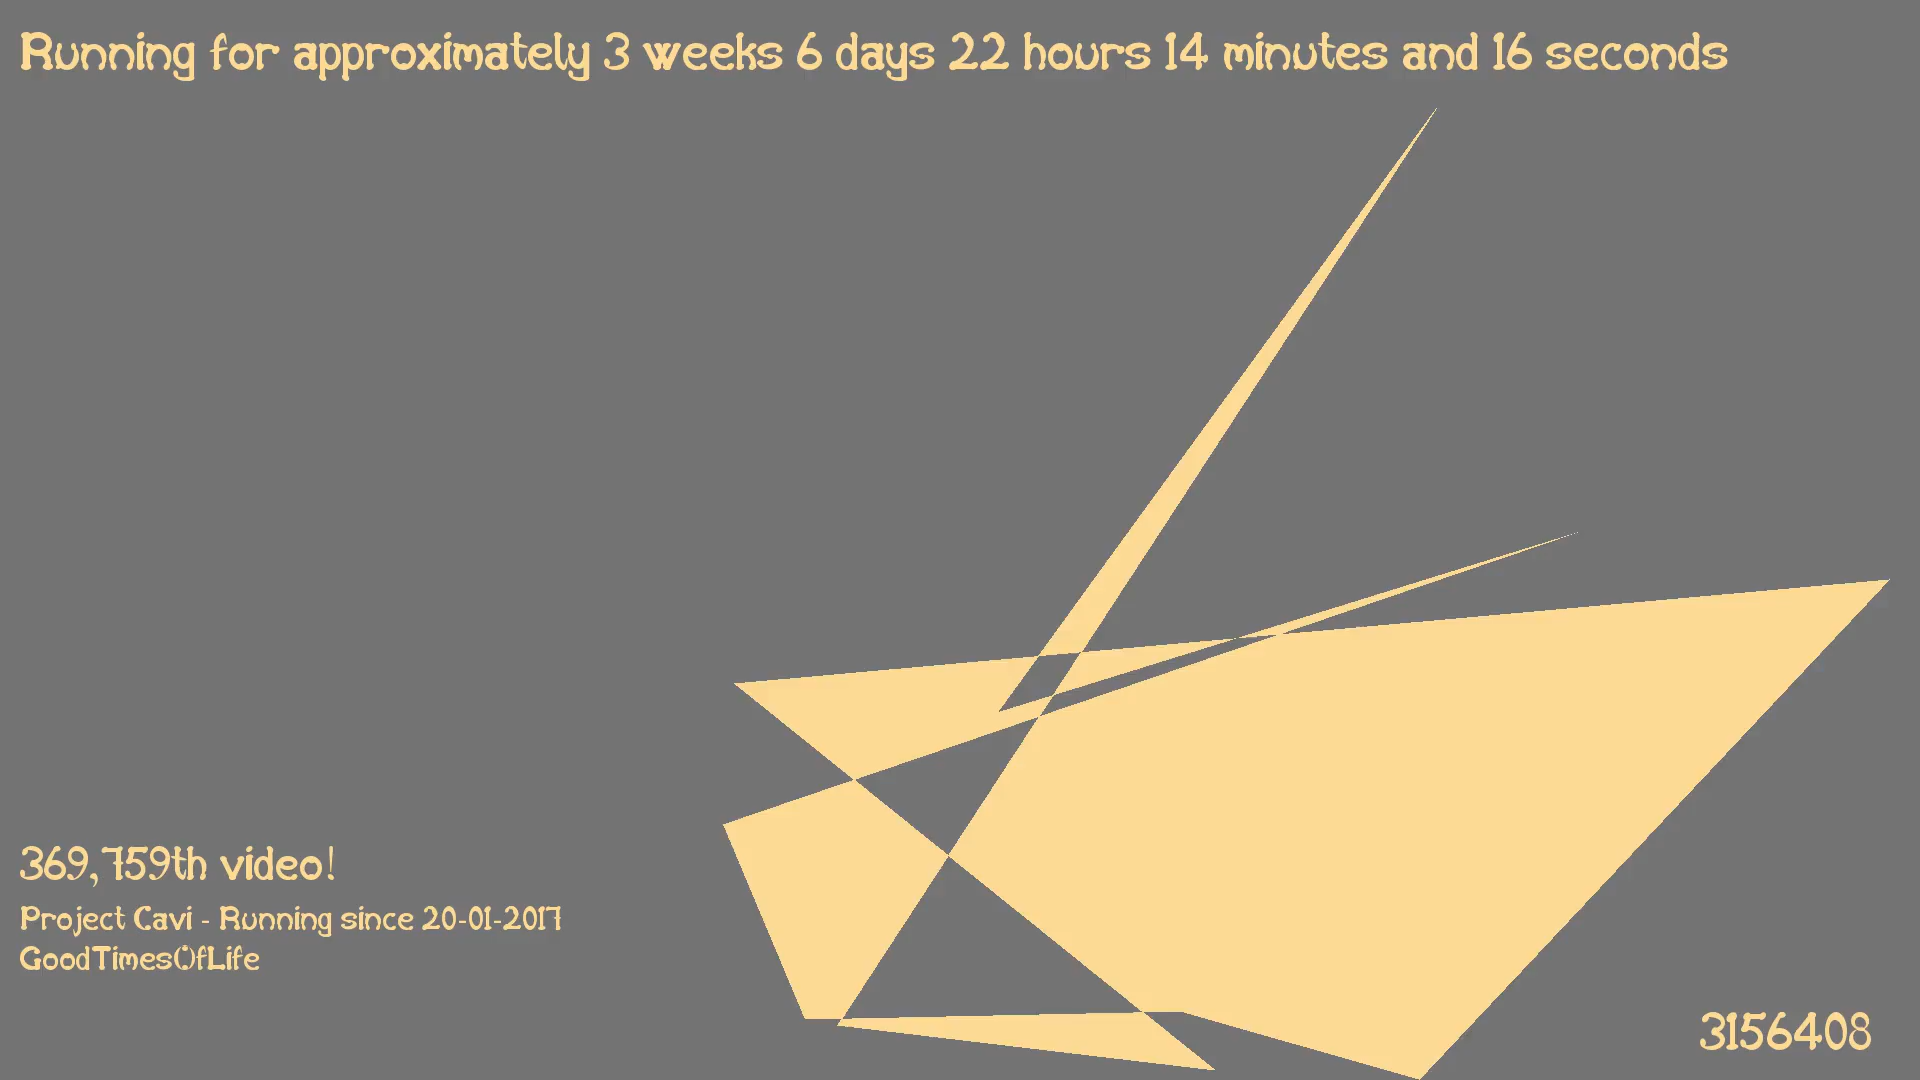 Running for approximately 3 weeks 6 days 22 hours 14 minutes and 16 seconds
369,759th video!
Project Cavi - Running since 20-01-2017
GoodTimesOfLife
3156408